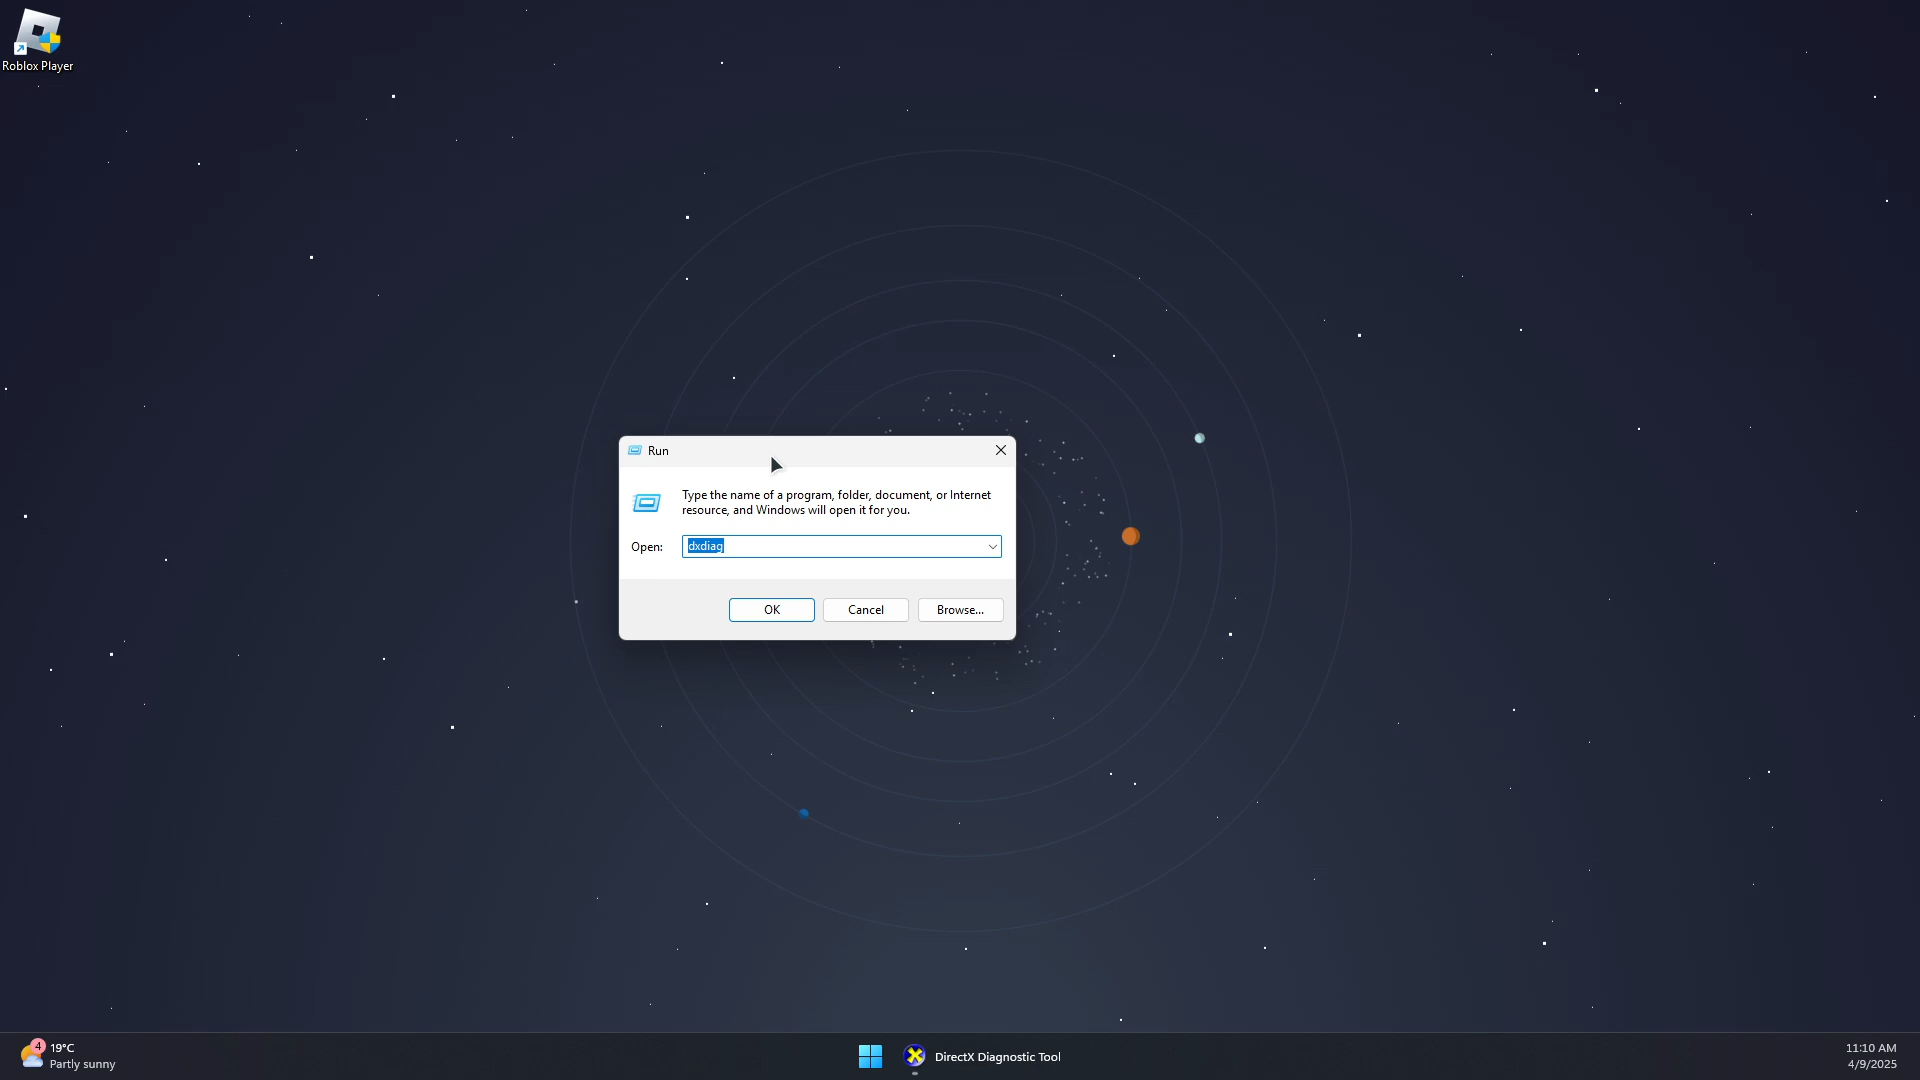 Roblox Player
Run
Type the name of a program, folder, document, or Internet
resource, and Windows will open it for you.
Open:
dxdiag
OK
Cancel
Browse...
4
19°C
Partly sunny
DirectX Diagnostic Tool
11:10 AM
4/9/2025